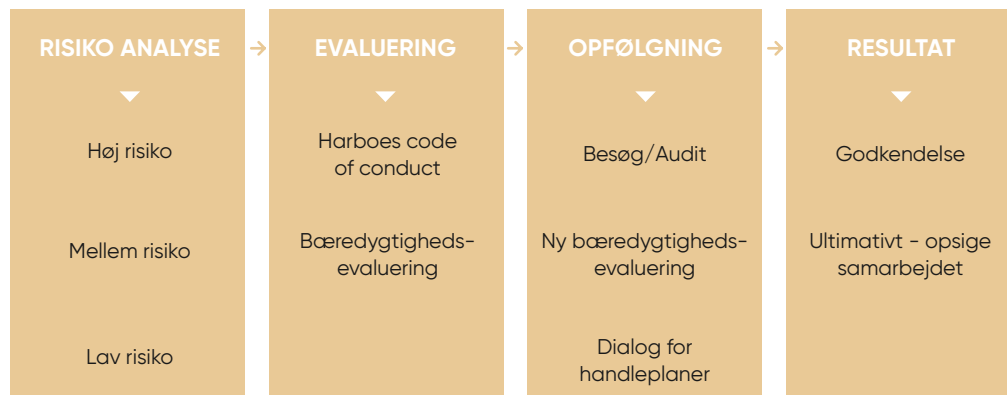 RISIKO ANALYSE
Høj risiko
Mellem risiko
Lav risiko
EVALUERING
Harboes code
of conduct
Bæredygtigheds-
evaluering
OPFØLGNING
Besøg/Audit
Ny bæredygtigheds-
evaluering
Dialog for
handleplaner
RESULTAT
Godkendelse
Ultimativt - opsige
samarbejdet